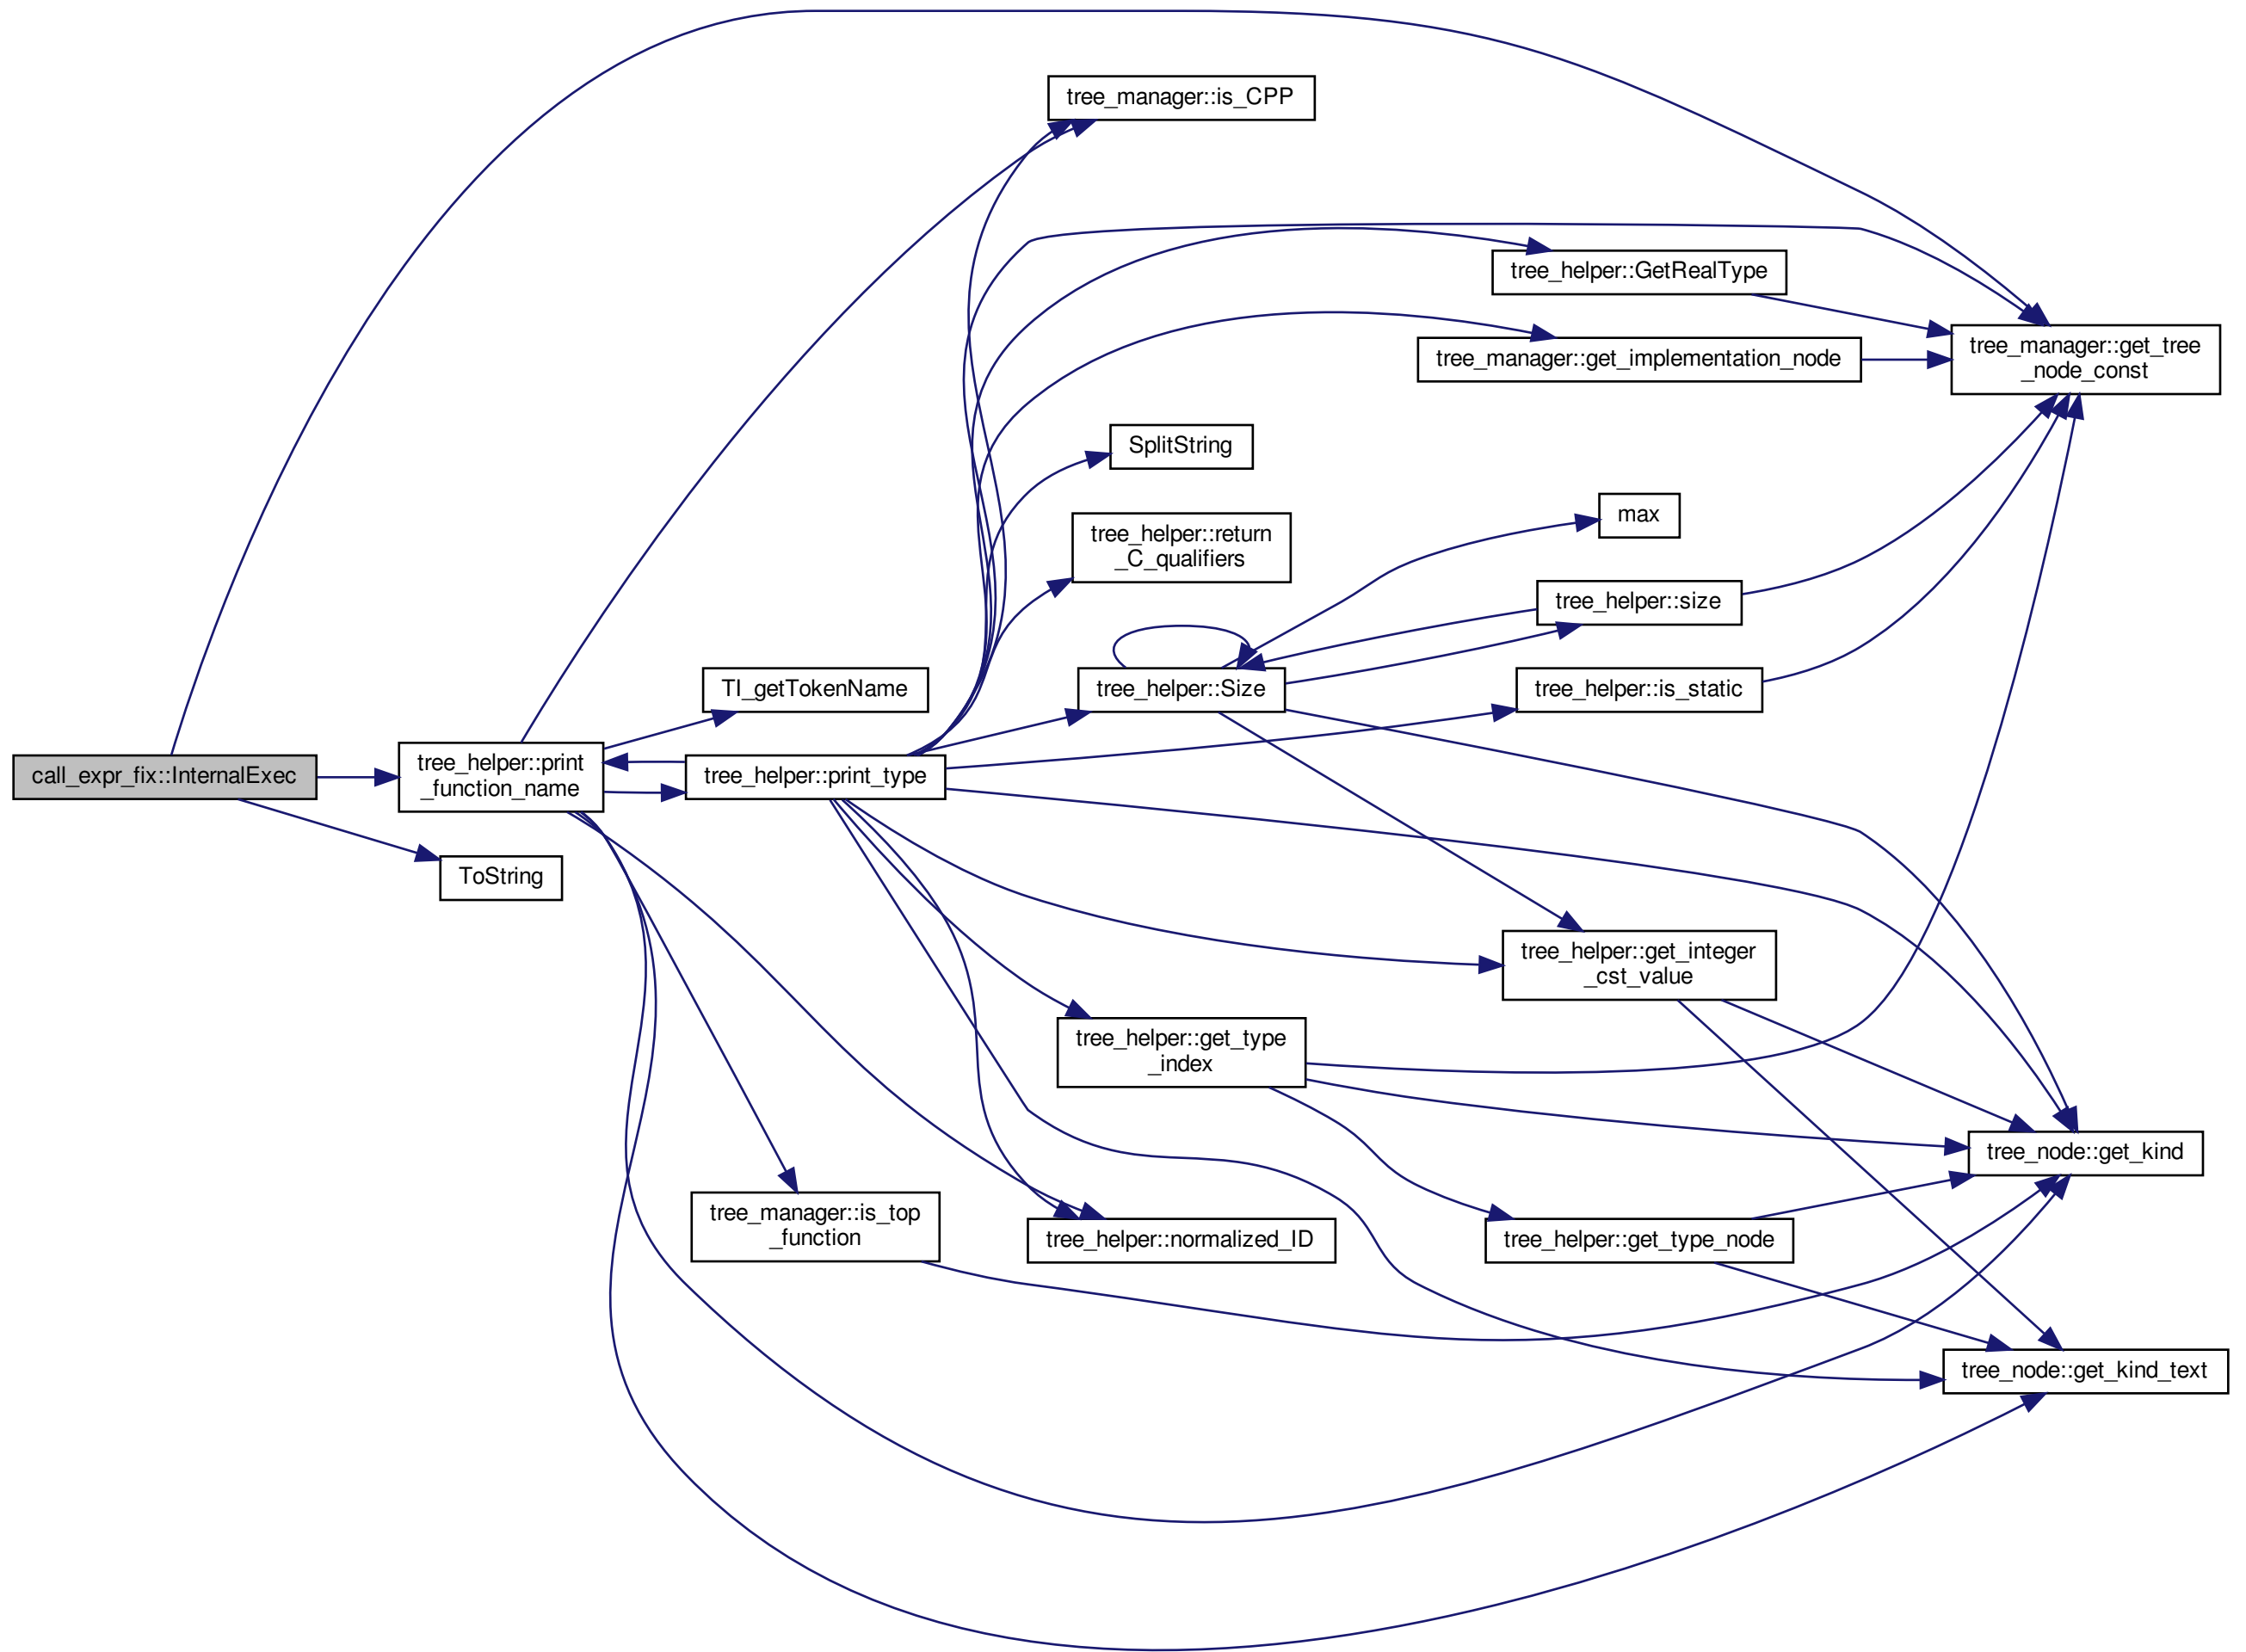 tree_manager::is_CPP
tree_helper::GetRealType
tree_manager::get_tree
_node_const
tree_manager::get_implementation_node
SplitString
max
tree_helper::return
_C_qualifiers
tree_helper::size
TI_getTokenName
tree_helper::Size
tree_helper::is_static
call_expr_fix::InternalExec
tree_helper::print
_function_name
tree_helper::print_type
ToString
tree_helper::get_integer
_cst_value
tree_helper::get_type
_index
tree_node::get_kind
tree_manager::is_top
_function
tree_helper::normalized_ID
tree_helper::get_type_node
tree_node::get_kind_text